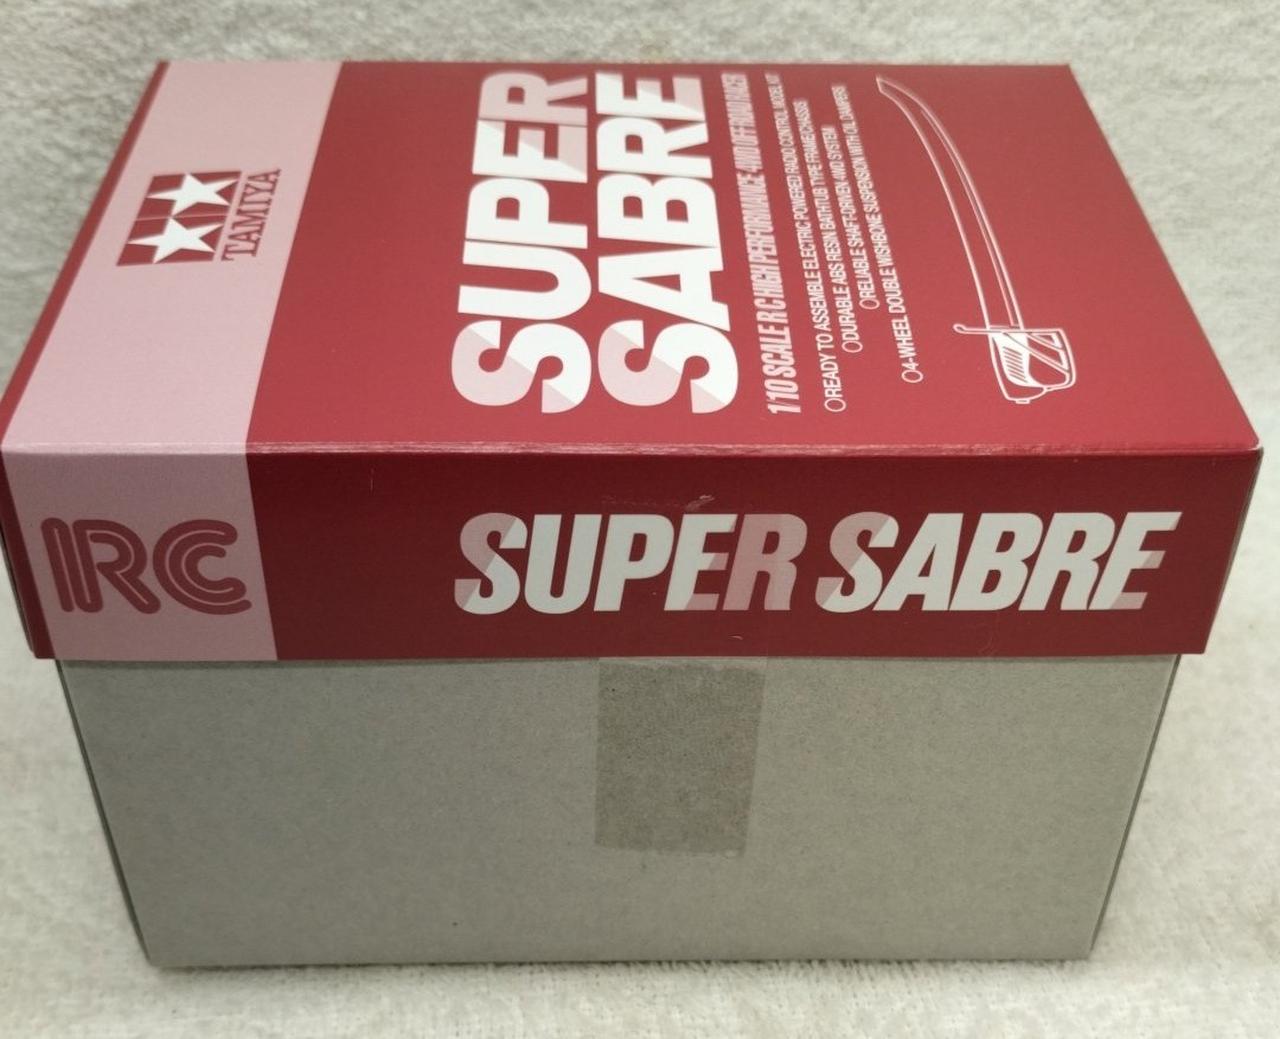 TAMIYA
SUPER
SABRE
1/10 SCALE R C HIGH PERFORMANCE 4WD OFF ROAD RACER
READY TO ASSEMBLE ELECTRIC POWERED RADIO CONTROL MODEL KIT
DURABLE ABS RESIN BATHTUB TYPE FRAME/CHASSIS
RELIABLE SHAFT-DRIVEN 4WD SYSTEM
4-WHEEL DOUBLE WISHBONE SUSPENSION WITH OIL DAMPERS
RC
SUPER SABRE